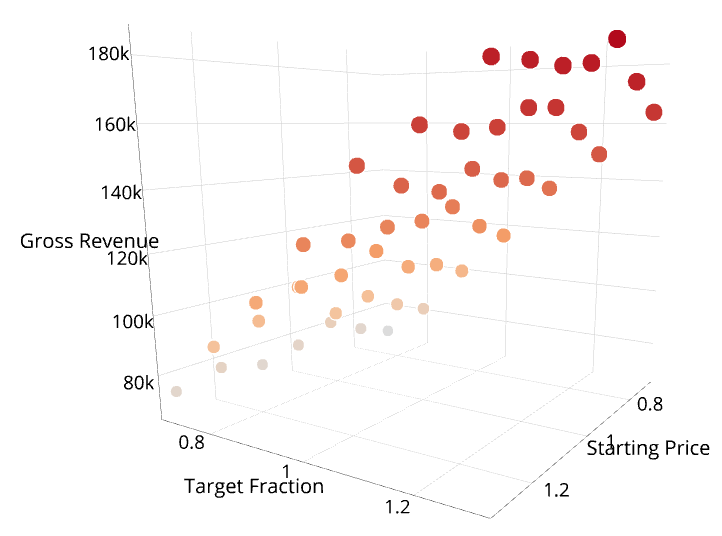 180k
160k
140k
Gross Revenue
120k
100k
80k
0.8
1
1.2
Target Fraction
0.8
1
Starting Price
1.2